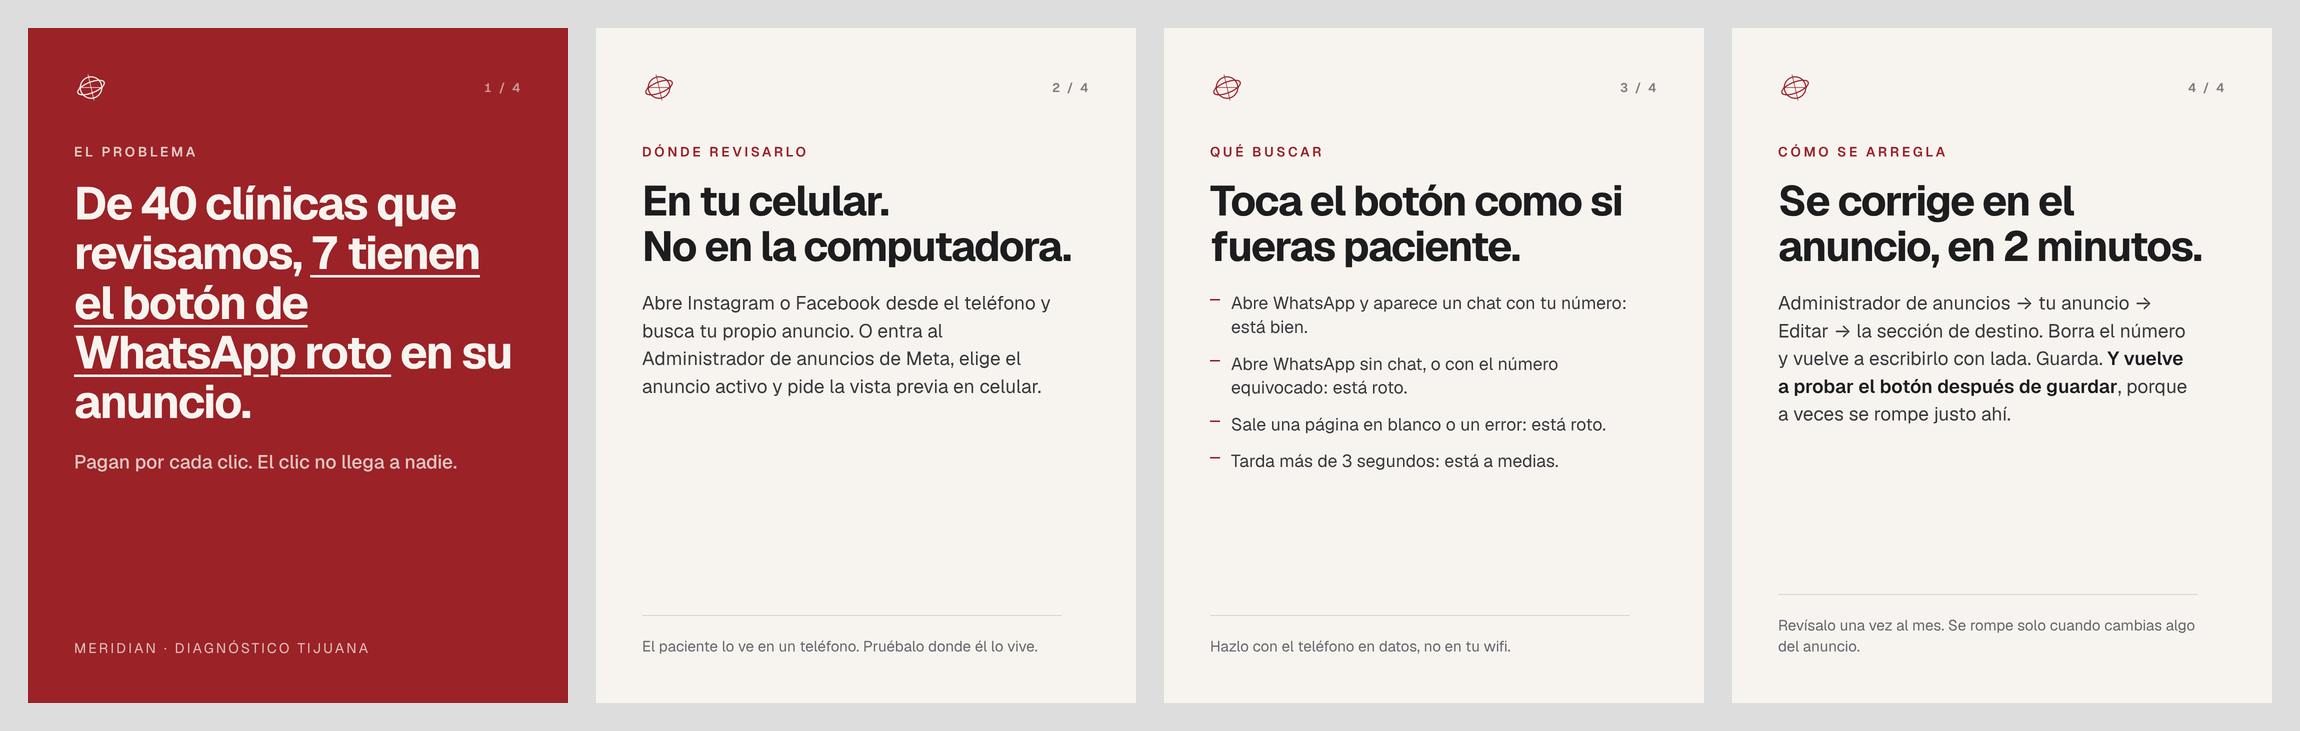 1 / 4
EL PROBLEMA
De 40 clínicas que
revisamos, 7 tienen
el botón de
WhatsApp roto en su
anuncio.
Pagan por cada clic. El clic no llega a nadie.
MERIDIAN · DIAGNÓSTICO TIJUANA
2 / 4
DÓNDE REVISARLO
En tu celular.
No en la computadora.
Abre Instagram o Facebook desde el teléfono y
busca tu propio anuncio. O entra al
Administrador de anuncios de Meta, elige el
anuncio activo y pide la vista previa en celular.
El paciente lo ve en un teléfono. Pruébalo donde él lo vive.
3 / 4
QUÉ BUSCAR
Toca el botón como si
fueras paciente.
– Abre WhatsApp y aparece un chat con tu número:
está bien.
– Abre WhatsApp sin chat, o con el número
equivocado: está roto.
– Sale una página en blanco o un error: está roto.
– Tarda más de 3 segundos: está a medias.
Hazlo con el teléfono en datos, no en tu wifi.
4 / 4
CÓMO SE ARREGLA
Se corrige en el
anuncio, en 2 minutos.
Administrador de anuncios → tu anuncio →
Editar → la sección de destino. Borra el número
y vuelve a escribirlo con lada. Guarda. Y vuelve
a probar el botón después de guardar, porque
a veces se rompe justo ahí.
Revísalo una vez al mes. Se rompe solo cuando cambias algo
del anuncio.